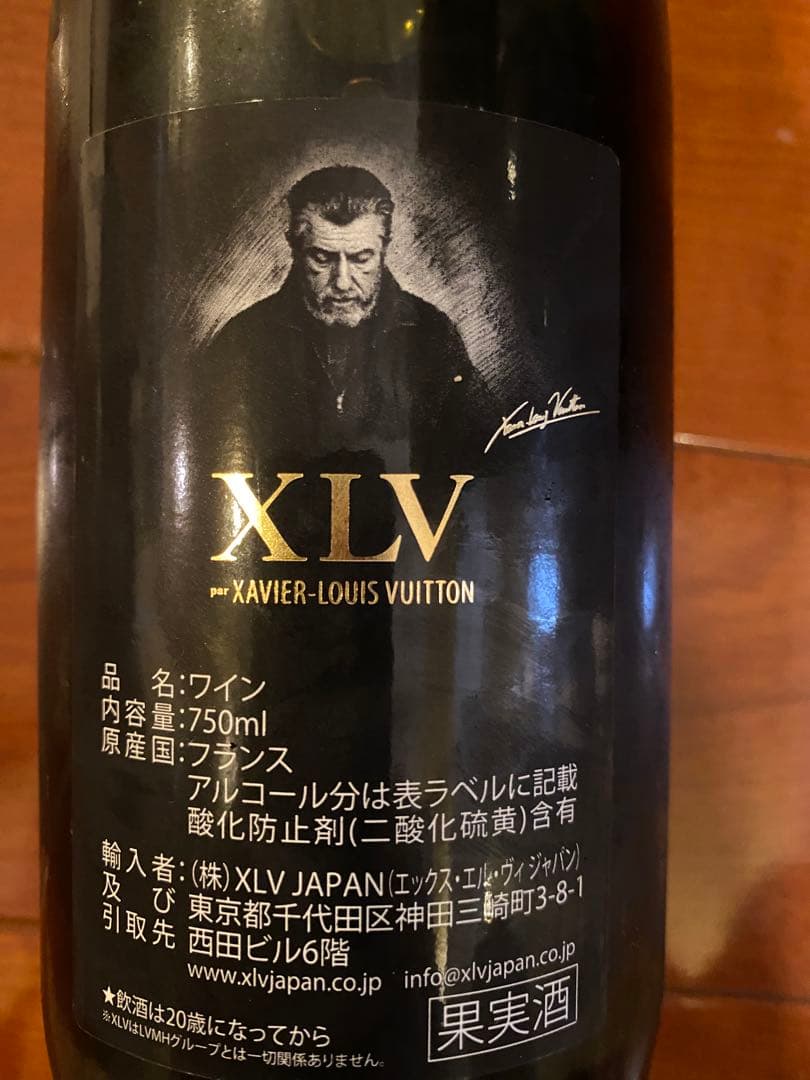 Xavier-Louis Vuitton
XLV
par XAVIER-LOUIS VUITTON
品名:ワイン
内容量:750ml
原産国:フランス
アルコール分は表ラベルに記載
酸化防止剤(二酸化硫黄)含有
輸入者:(株)XLV JAPAN(エックス・エル・ヴィ ジャパン)
及び 東京都千代田区神田三崎町3-8-1
引取先 西田ビル6階
www.xlvjapan.co.jp info@xlvjapan.co.jp
★飲酒は20歳になってから
※XLVはLVMHグループとは一切関係ありません。
果実酒